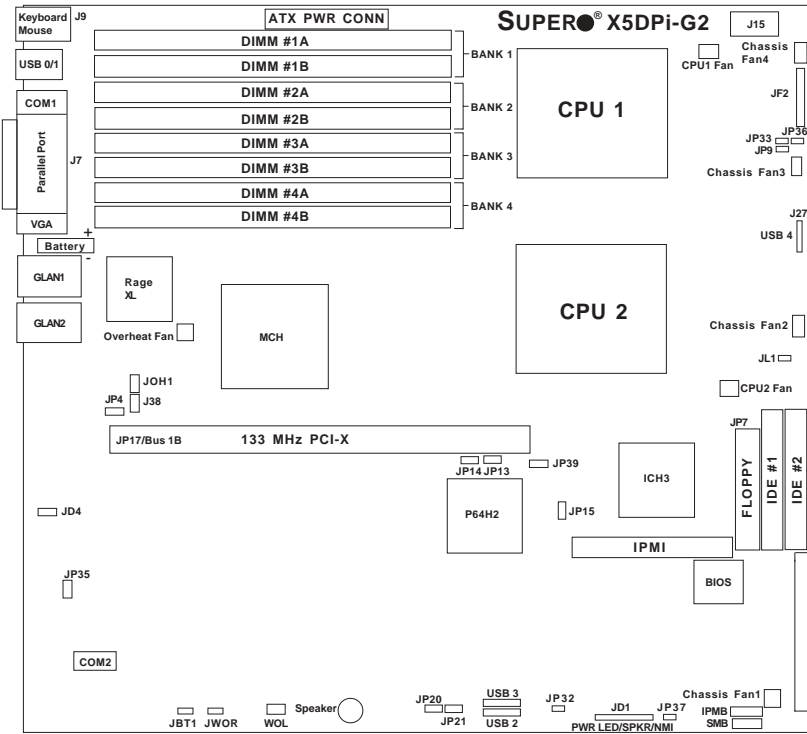 Keyboard
Mouse
J9
ATX PWR CONN
SUPER® X5DPi-G2
J15
DIMM #1A
DIMM #1B
BANK 1
DIMM #2A
DIMM #2B
BANK 2
DIMM #3A
DIMM #3B
BANK 3
DIMM #4A
DIMM #4B
BANK 4
USB 0/1
COM1
Parallel Port
J7
VGA
+
Battery
-
CPU 1
CPU1 Fan
Chassis
Fan4
JF2
JP33
JP36
JP9
Chassis Fan3
J27
USB 4
GLAN1
GLAN2
Rage
XL
Overheat Fan
MCH
CPU 2
Chassis Fan2
JL1
CPU2 Fan
JOH1
JP4
J38
JP17/Bus 1B
133 MHz PCI-X
JP14
JP13
JP39
JP7
FLOPPY
IDE #1
IDE #2
ICH3
P64H2
JP15
JD4
IPMI
BIOS
JP35
COM2
JBT1
JWOR
WOL
Speaker
JP20
JP21
USB 3
USB 2
JP32
JD1
JP37
PWR LED/SPKR/NMI
Chassis Fan1
IPMB
SMB